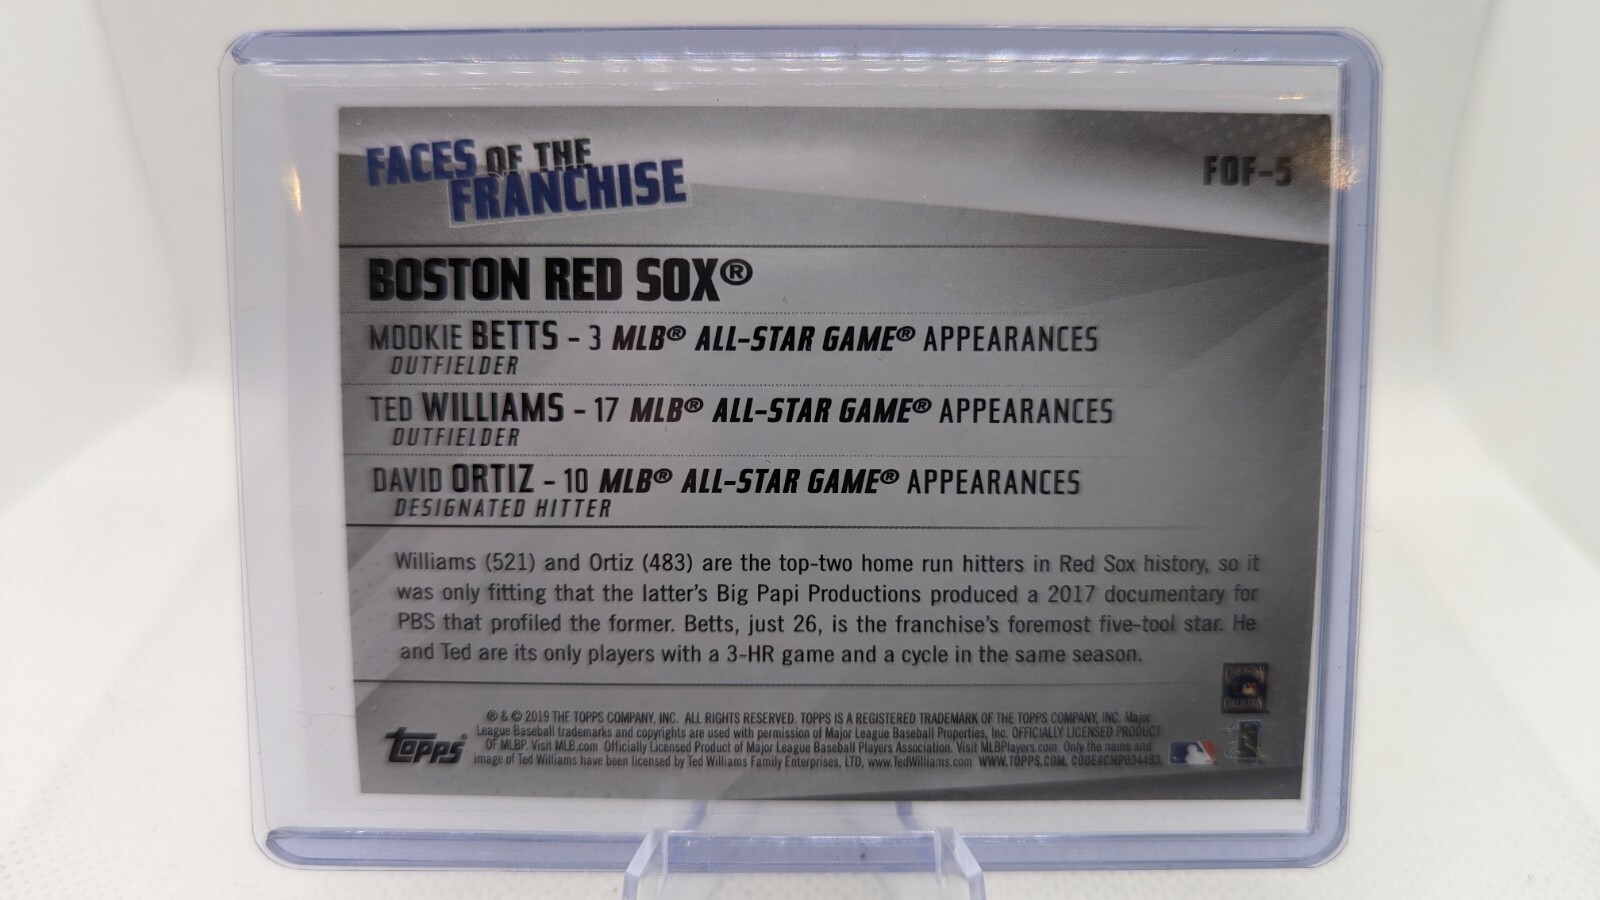 FACES OF THE
FRANCHISE
FOF-5
BOSTON RED SOX®
MOOKIE BETTS - 3 MLB® ALL-STAR GAME® APPEARANCES
OUTFIELDER
TED WILLIAMS - 17 MLB® ALL-STAR GAME® APPEARANCES
OUTFIELDER
DAVID ORTIZ - 10 MLB® ALL-STAR GAME® APPEARANCES
DESIGNATED HITTER
Williams (521) and Ortiz (483) are the top-two home run hitters in Red Sox history, so it
was only fitting that the latter's Big Papi Productions produced a 2017 documentary for
PBS that profiled the former. Betts, just 26, is the franchise's foremost five-tool star. He
and Ted are its only players with a 3-HR game and a cycle in the same season.
topps
® & © 2019 THE TOPPS COMPANY, INC. ALL RIGHTS RESERVED. TOPPS IS A REGISTERED TRADEMARK OF THE TOPPS COMPANY, INC. Major
League Baseball trademarks and copyrights are used with permission of Major League Baseball Properties, Inc. OFFICIALLY LICENSED PRODUCT
OF MLBP. Visit MLB.com Officially Licensed Product of Major League Baseball Players Association. Visit MLBPlayers.com Only the name and
image of Ted Williams have been licensed by Ted Williams Family Enterprises, LTD, www.TedWilliams.com WWW.TOPPS.COM, CODE#CMP034493.